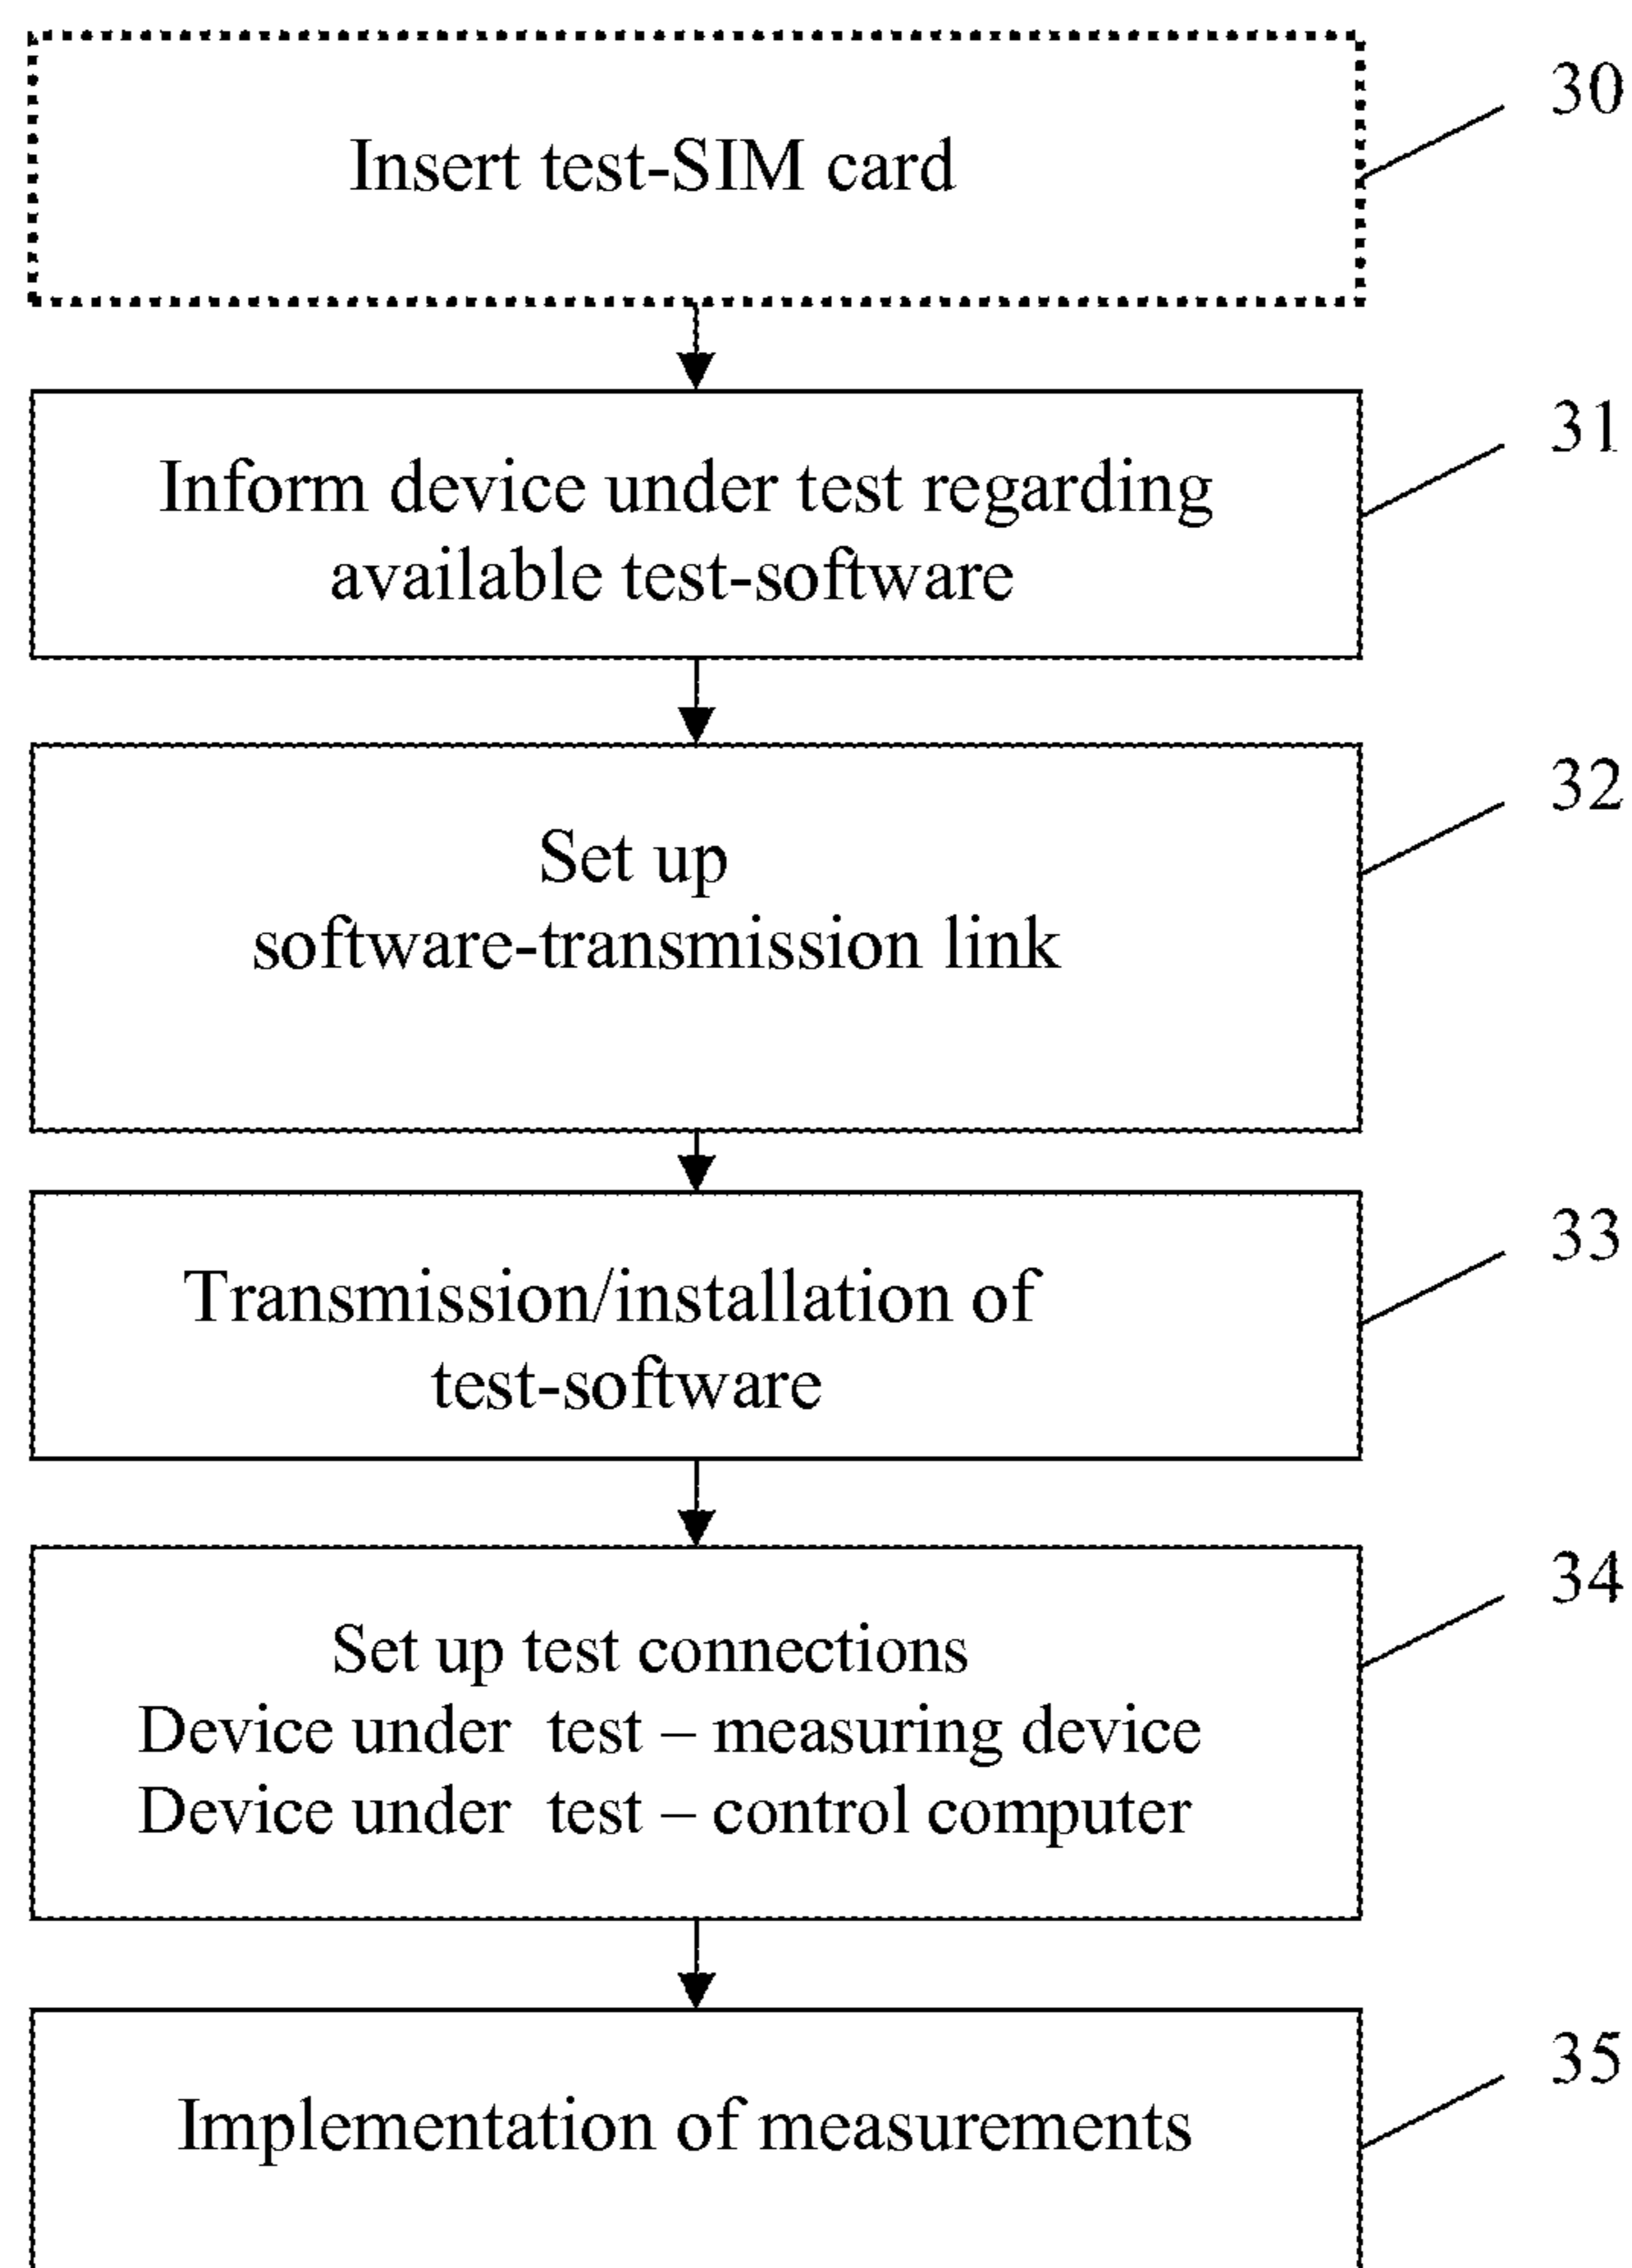 30
Insert test-SIM card
31
Inform device under test regarding
available test-software
32
Set up
software-transmission link
33
Transmission/installation of
test-software
34
Set up test connections
Device under test – measuring device
Device under test – control computer
35
Implementation of measurements